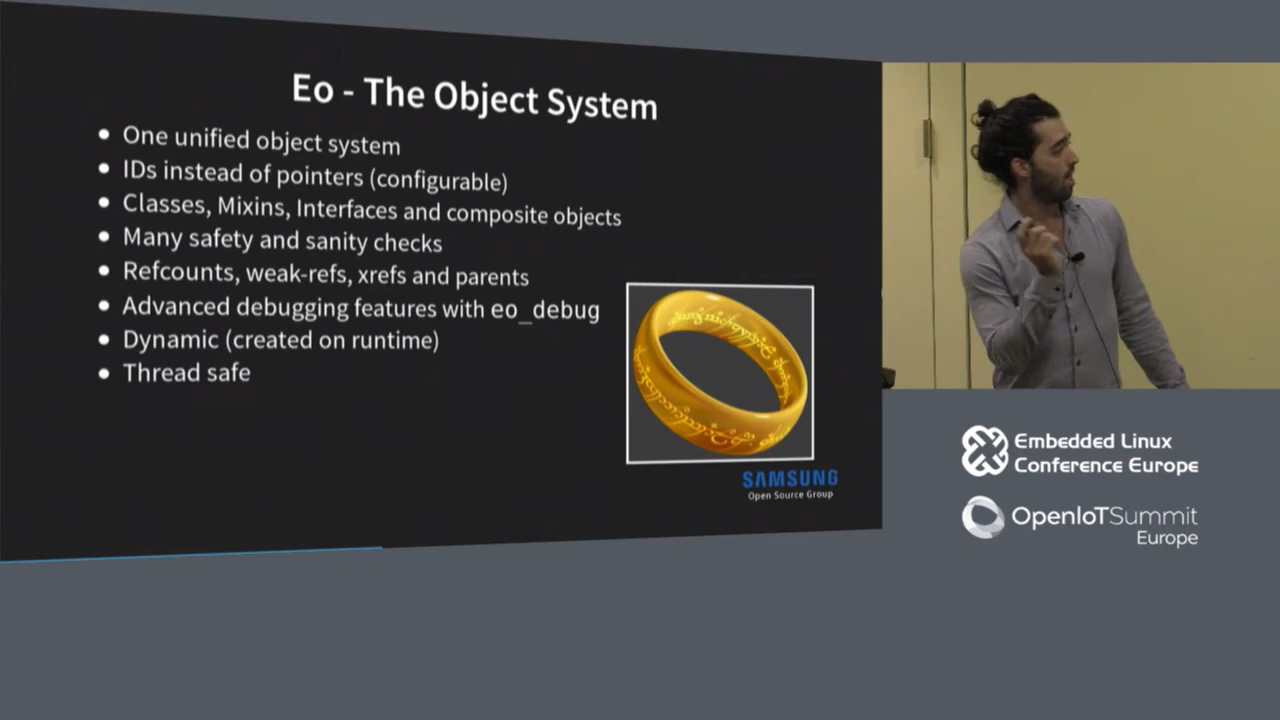 Eo - The Object System
One unified object system
IDs instead of pointers (configurable)
Classes, Mixins, Interfaces and composite objects
Many safety and sanity checks
Refcounts, weak-refs, xrefs and parents
Advanced debugging features with eo_debug
Dynamic (created on runtime)
Thread safe
SAMSUNG
Open Source Group
Embedded Linux
Conference Europe
OpenIoTSummit
Europe